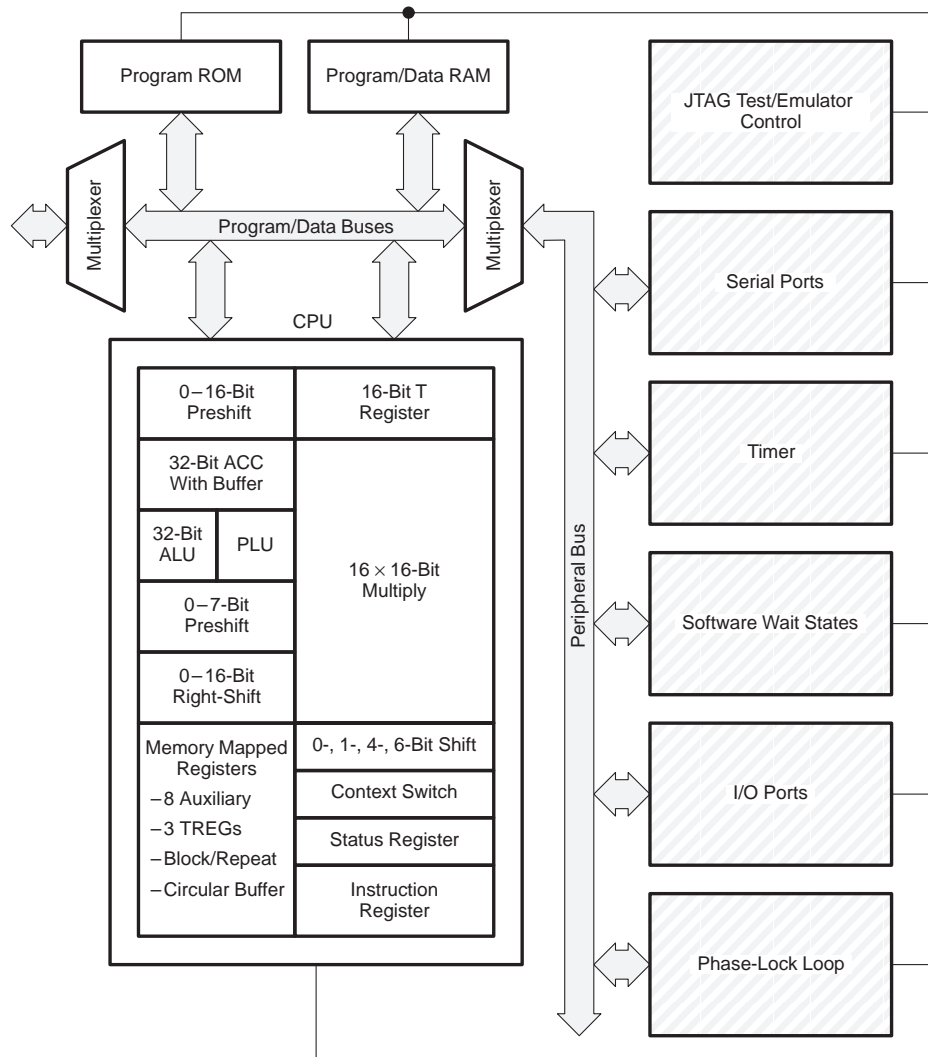 Program ROM
Program/Data RAM
JTAG Test/Emulator
Control
Multiplexer
Program/Data Buses
Multiplexer
Serial Ports
CPU
0–16-Bit
Preshift
16-Bit T
Register
32-Bit ACC
With Buffer
32-Bit
ALU
PLU
16 × 16-Bit
Multiply
0–7-Bit
Preshift
0–16-Bit
Right-Shift
Memory Mapped
Registers
–8 Auxiliary
–3 TREGs
–Block/Repeat
–Circular Buffer
0-, 1-, 4-, 6-Bit Shift
Context Switch
Status Register
Instruction
Register
Peripheral Bus
Timer
Software Wait States
I/O Ports
Phase-Lock Loop